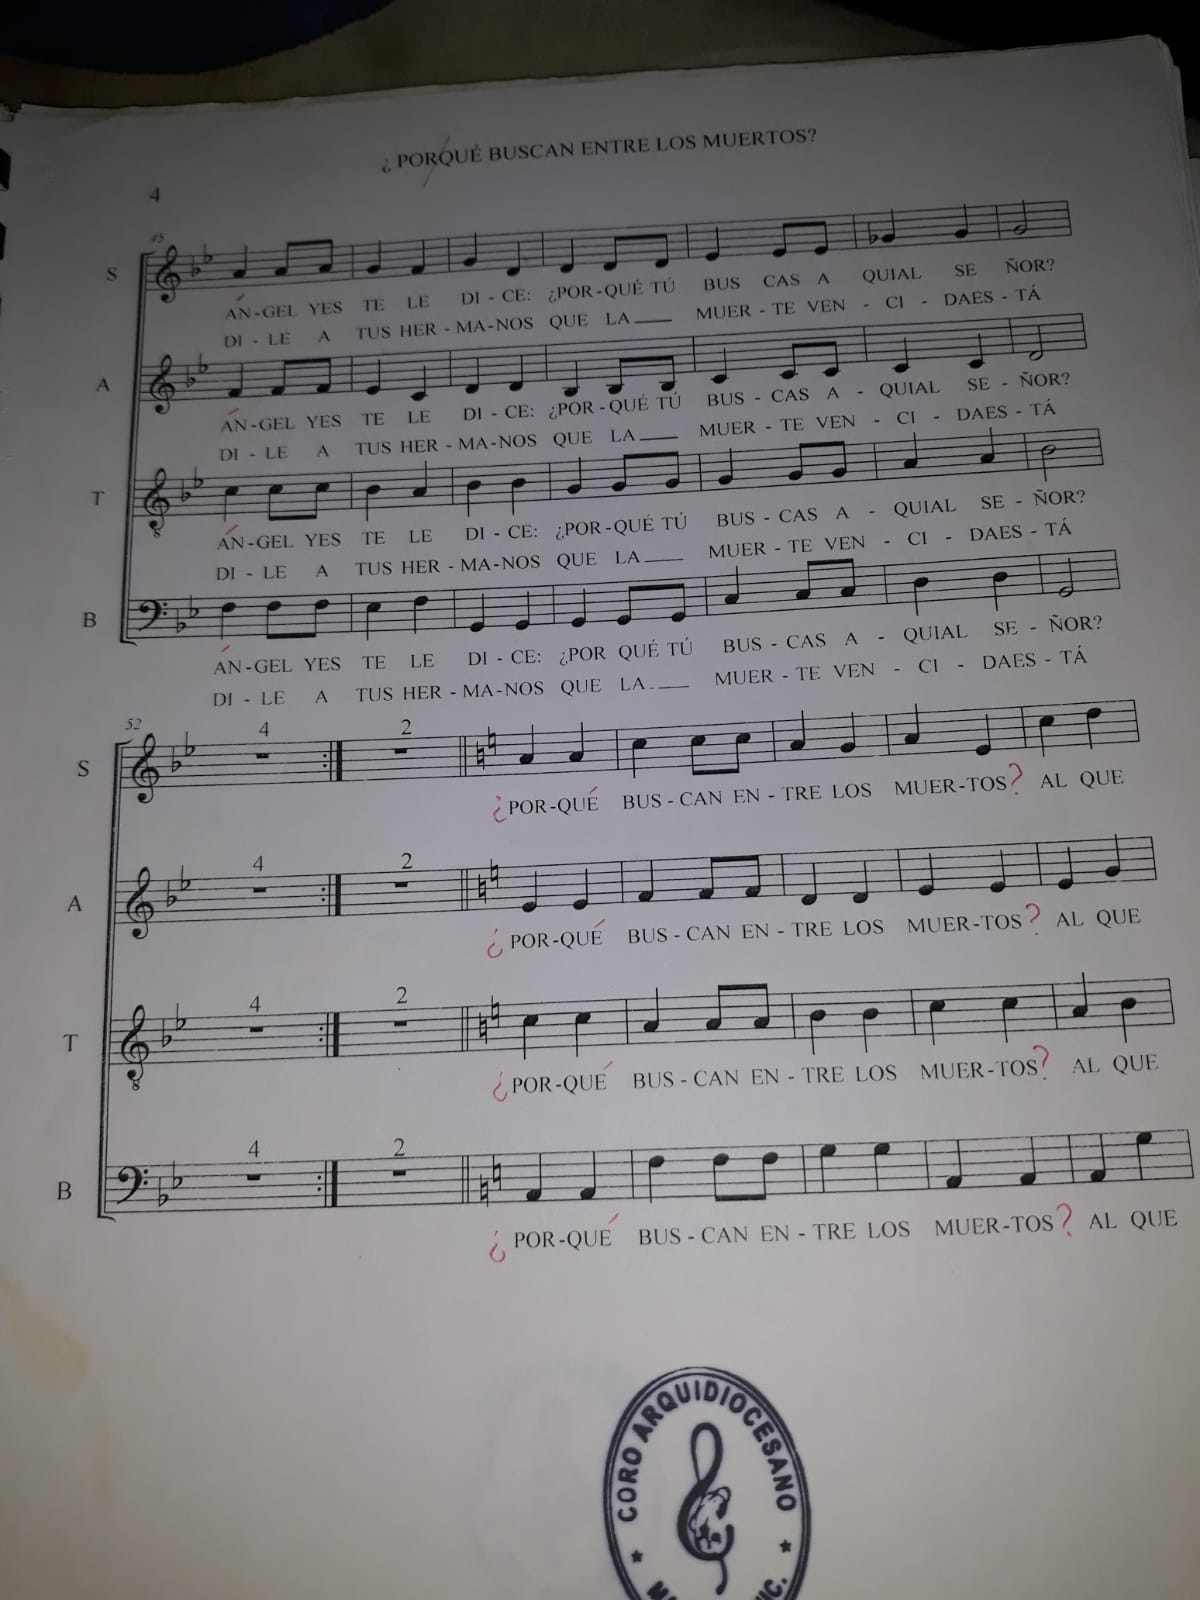 ¿ PORQUÉ BUSCAN ENTRE LOS MUERTOS?
4
45
S
ÁN-GEL YES TE LE DI - CE: ¿POR-QUÉ TÚ BUS CAS A QUIAL SE ÑOR?
DI - LE A TUS HER - MA-NOS QUE LA___ MUER - TE VEN - CI - DAES - TÁ
A
ÁN-GEL YES TE LE DI - CE: ¿POR-QUÉ TÚ BUS - CAS A - QUIAL SE - ÑOR?
DI - LE A TUS HER - MA-NOS QUE LA___ MUER - TE VEN - CI - DAES - TÁ
T
8
ÁN-GEL YES TE LE DI - CE: ¿POR-QUÉ TÚ BUS - CAS A - QUIAL SE - ÑOR?
DI - LE A TUS HER - MA-NOS QUE LA___ MUER - TE VEN - CI - DAES - TÁ
B
ÁN-GEL YES TE LE DI - CE: ¿POR QUÉ TÚ BUS - CAS A - QUIAL SE - ÑOR?
DI - LE A TUS HER - MA-NOS QUE LA___ MUER - TE VEN - CI - DAES - TÁ
52
S 4 2
¿POR-QUÉ BUS - CAN EN - TRE LOS MUER-TOS? AL QUE
A 4 2
¿POR-QUÉ BUS - CAN EN - TRE LOS MUER-TOS? AL QUE
T 4 2
8
¿POR-QUÉ BUS - CAN EN - TRE LOS MUER-TOS? AL QUE
B 4 2
¿POR-QUÉ BUS - CAN EN - TRE LOS MUER-TOS? AL QUE
CORO ARQUIDIOCESANO